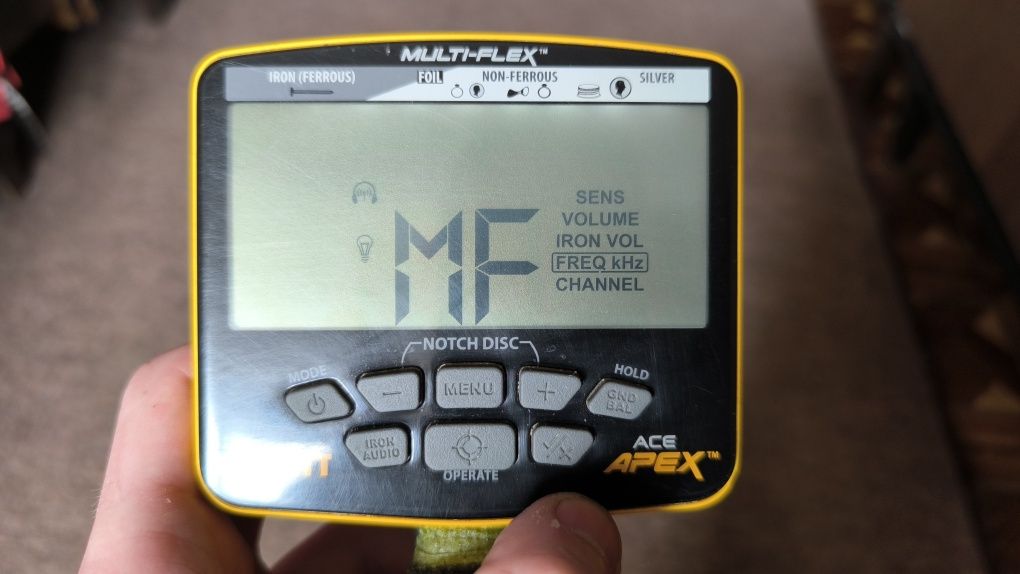 MULTI-FLEX™
IRON (FERROUS) FOIL NON-FERROUS SILVER
SENS
VOLUME
IRON VOL
FREQ kHz
CHANNEL
MF
NOTCH DISC
MODE HOLD
− MENU +
GND
BAL
IRON
AUDIO
OPERATE
ACE
APEX™